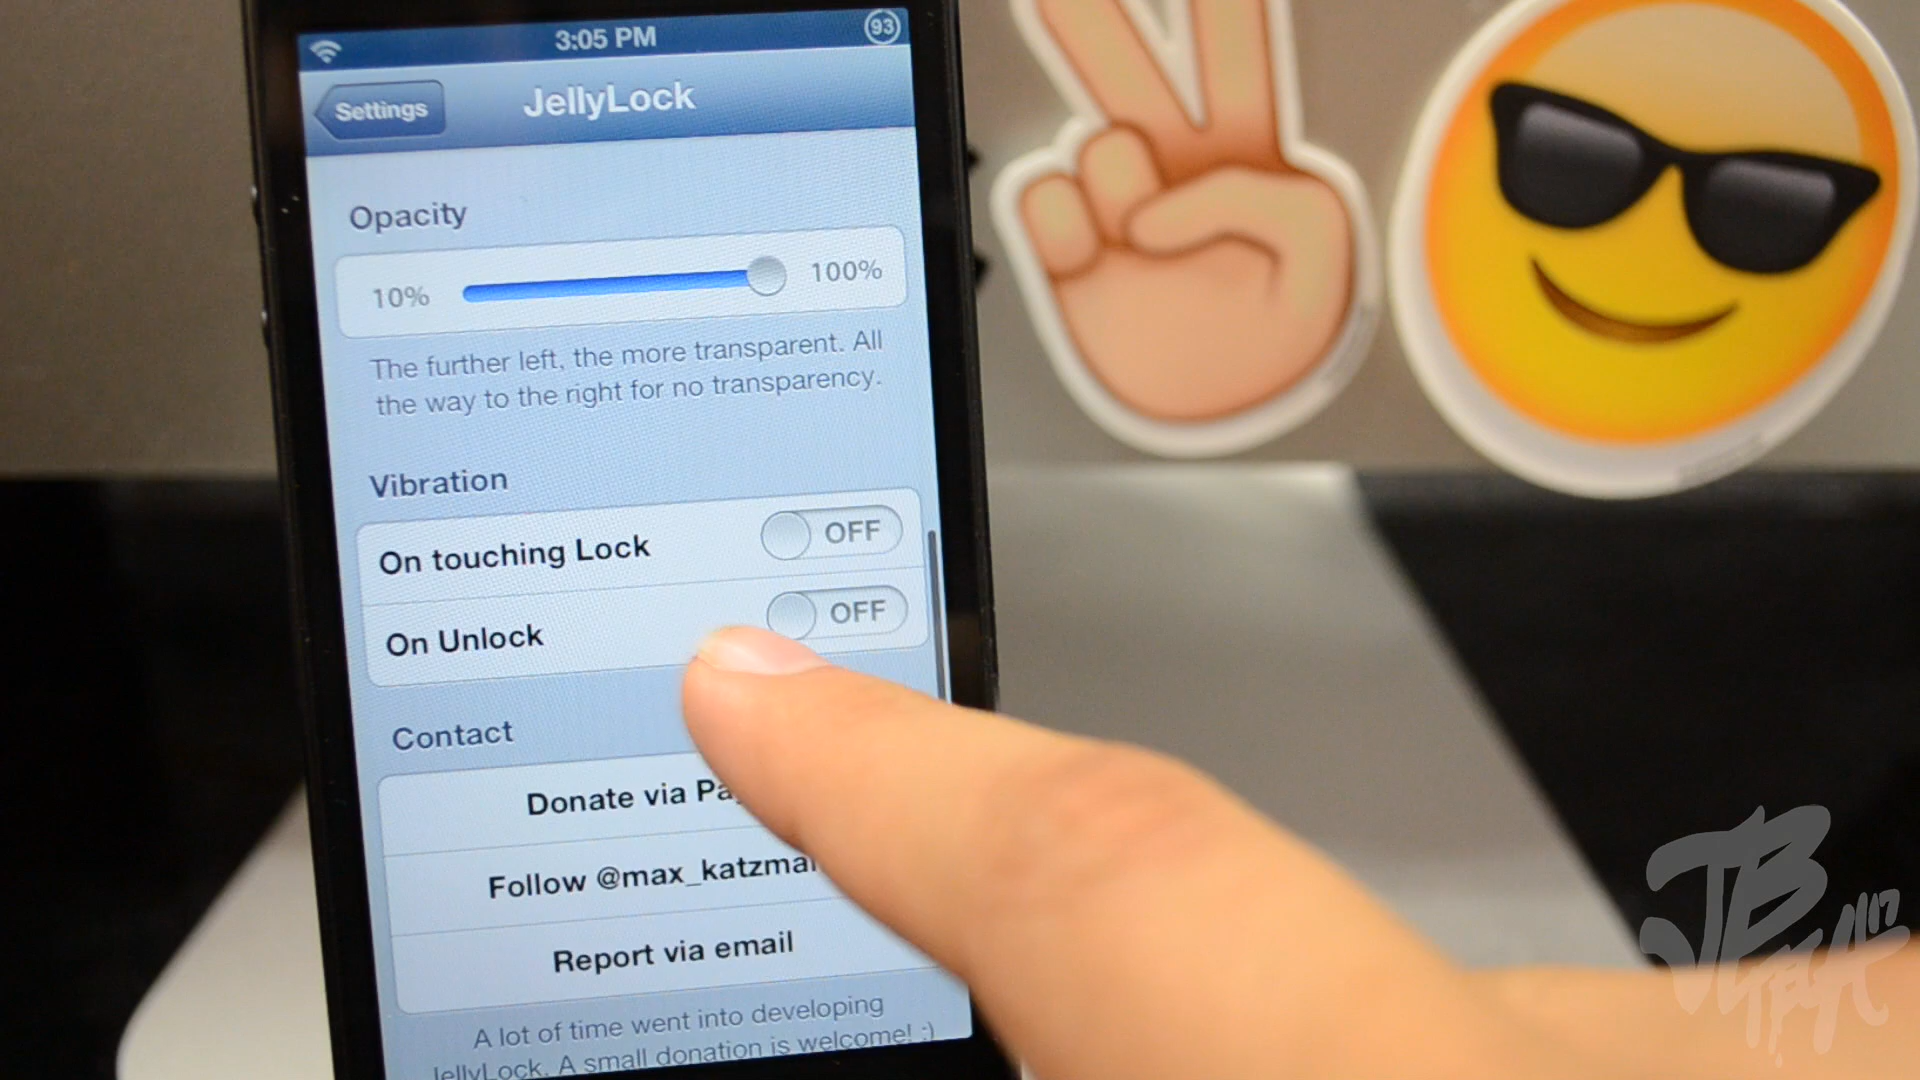 3:05 PM
93
Settings
JellyLock
Opacity
10%
100%
The further left, the more transparent. All
the way to the right for no transparency.
Vibration
On touching Lock
OFF
On Unlock
OFF
Contact
Donate via
Follow
Report via email
A lot of time went into developing
JellyLock. A small donation is welcome! :)
JB